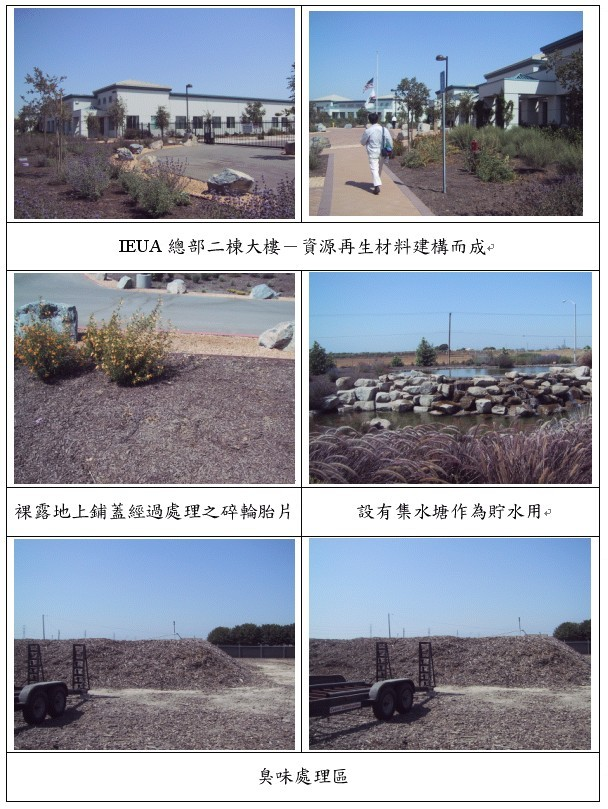 IEUA 總部二棟大樓－資源再生材料建構而成
裸露地上鋪蓋經過處理之碎輪胎片
設有集水塘作為貯水用
臭味處理區